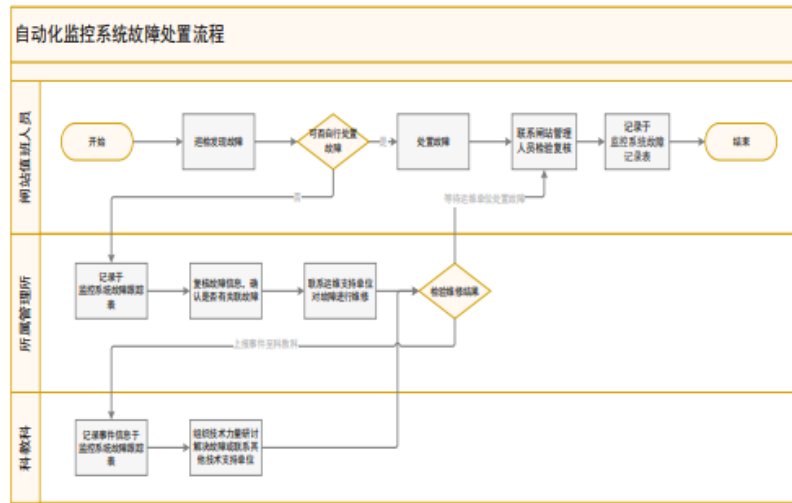 自动化监控系统故障处置流程
闸站值班人员
开始
巡检发现故障
可否自行处置
故障
是
处置故障
联系闸站管理
人员检验复核
记录于
监控系统故障
记录表
结束
否
等待运维单位处置故障
所属管理所
记录于
监控系统故障跟踪
表
复核故障信息，确
认是否有关联故障
联系运维支持单位
对故障进行维修
检验维修结果
上报事件至科教科
科教科
记录事件信息于
监控系统故障跟踪
表
组织技术力量研讨
解决故障或联系其
他技术支持单位